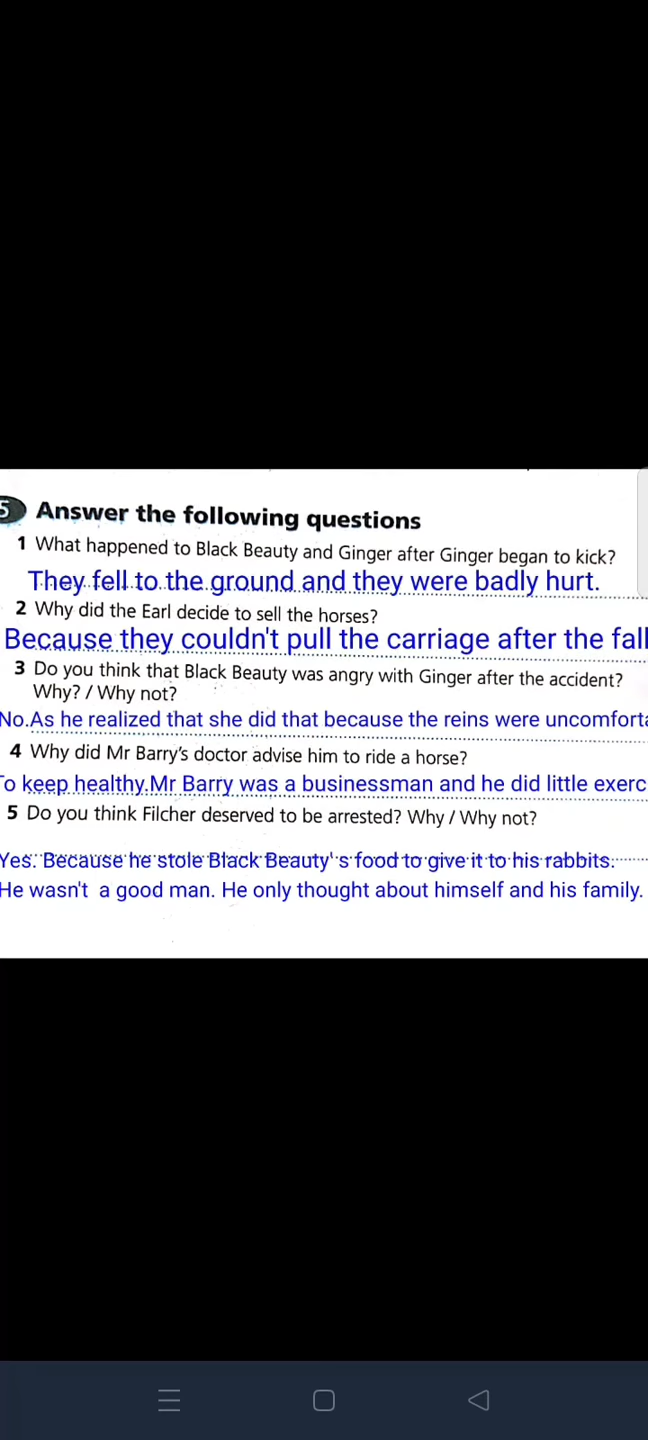 5 Answer the following questions
1 What happened to Black Beauty and Ginger after Ginger began to kick?
They fell to the ground and they were badly hurt.
2 Why did the Earl decide to sell the horses?
Because they couldn't pull the carriage after the fall
3 Do you think that Black Beauty was angry with Ginger after the accident?
Why? / Why not?
No.As he realized that she did that because the reins were uncomforta
4 Why did Mr Barry's doctor advise him to ride a horse?
To keep healthy.Mr Barry was a businessman and he did little exerc
5 Do you think Filcher deserved to be arrested? Why / Why not?
Yes. Because he stole Black Beauty's food to give it to his rabbits.
He wasn't a good man. He only thought about himself and his family.